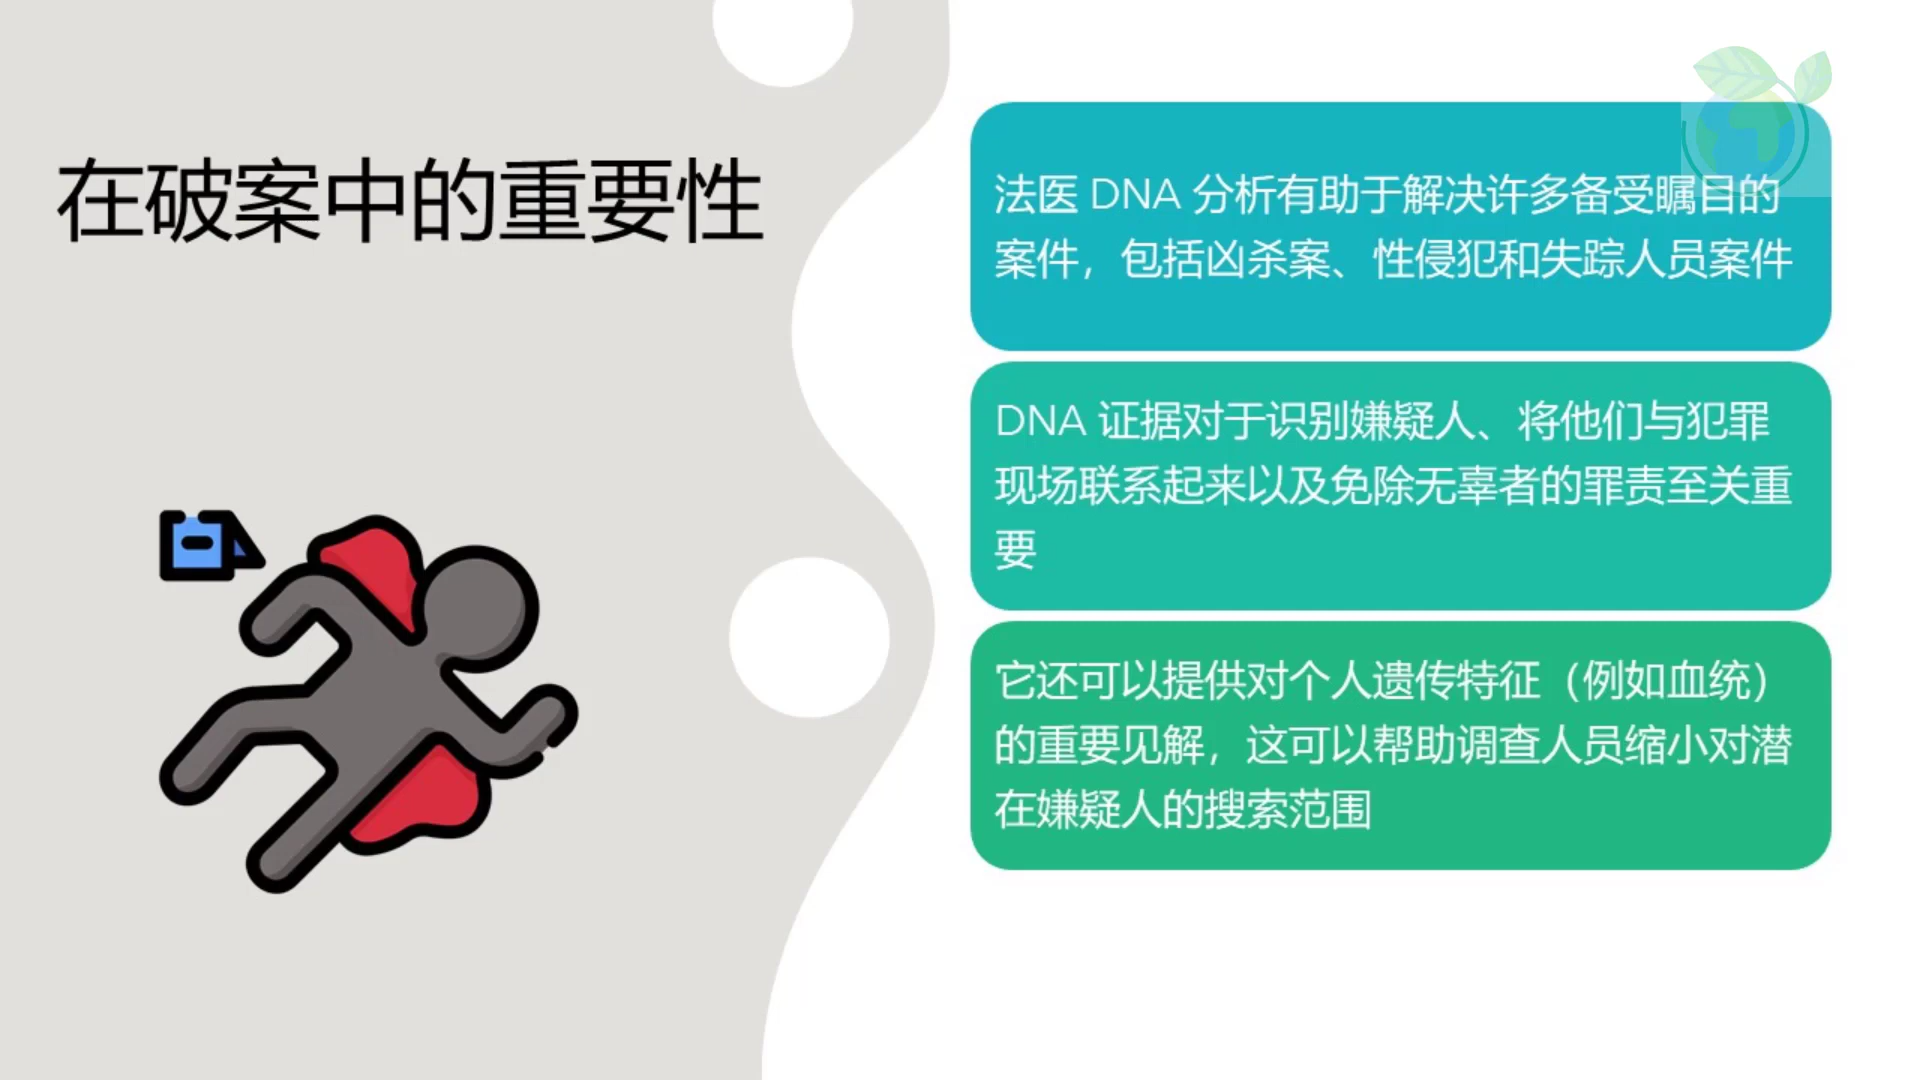 在破案中的重要性
法医 DNA 分析有助于解决许多备受瞩目的
案件，包括凶杀案、性侵犯和失踪人员案件
DNA 证据对于识别嫌疑人、将他们与犯罪
现场联系起来以及免除无辜者的罪责至关重
要
它还可以提供对个人遗传特征（例如血统）
的重要见解，这可以帮助调查人员缩小对潜
在嫌疑人的搜索范围